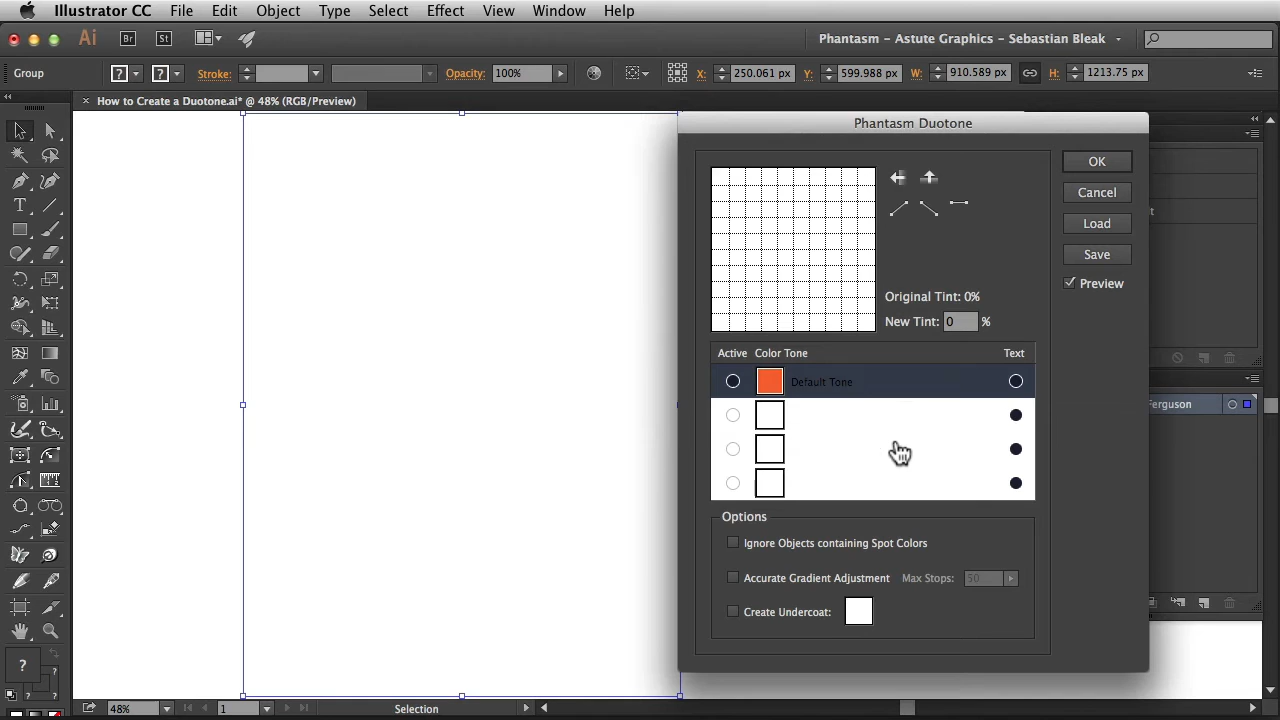 Illustrator CC File Edit Object Type Select Effect View Window Help
Ai Br St Phantasm – Astute Graphics – Sebastian Bleak
Group ? ? Stroke: Opacity: 100% X: 250.061 px Y: 599.988 px W: 910.589 px H: 1213.75 px
× How to Create a Duotone.ai* @ 48% (RGB/Preview)
Phantasm Duotone
OK
Cancel
Load
Save
Preview
Original Tint: 0%
New Tint: 0 %
Active Color Tone Text
Default Tone
Ferguson
Options
Ignore Objects containing Spot Colors
Accurate Gradient Adjustment Max Stops: 50
Create Undercoat:
T
?
?
?
48% 1 Selection